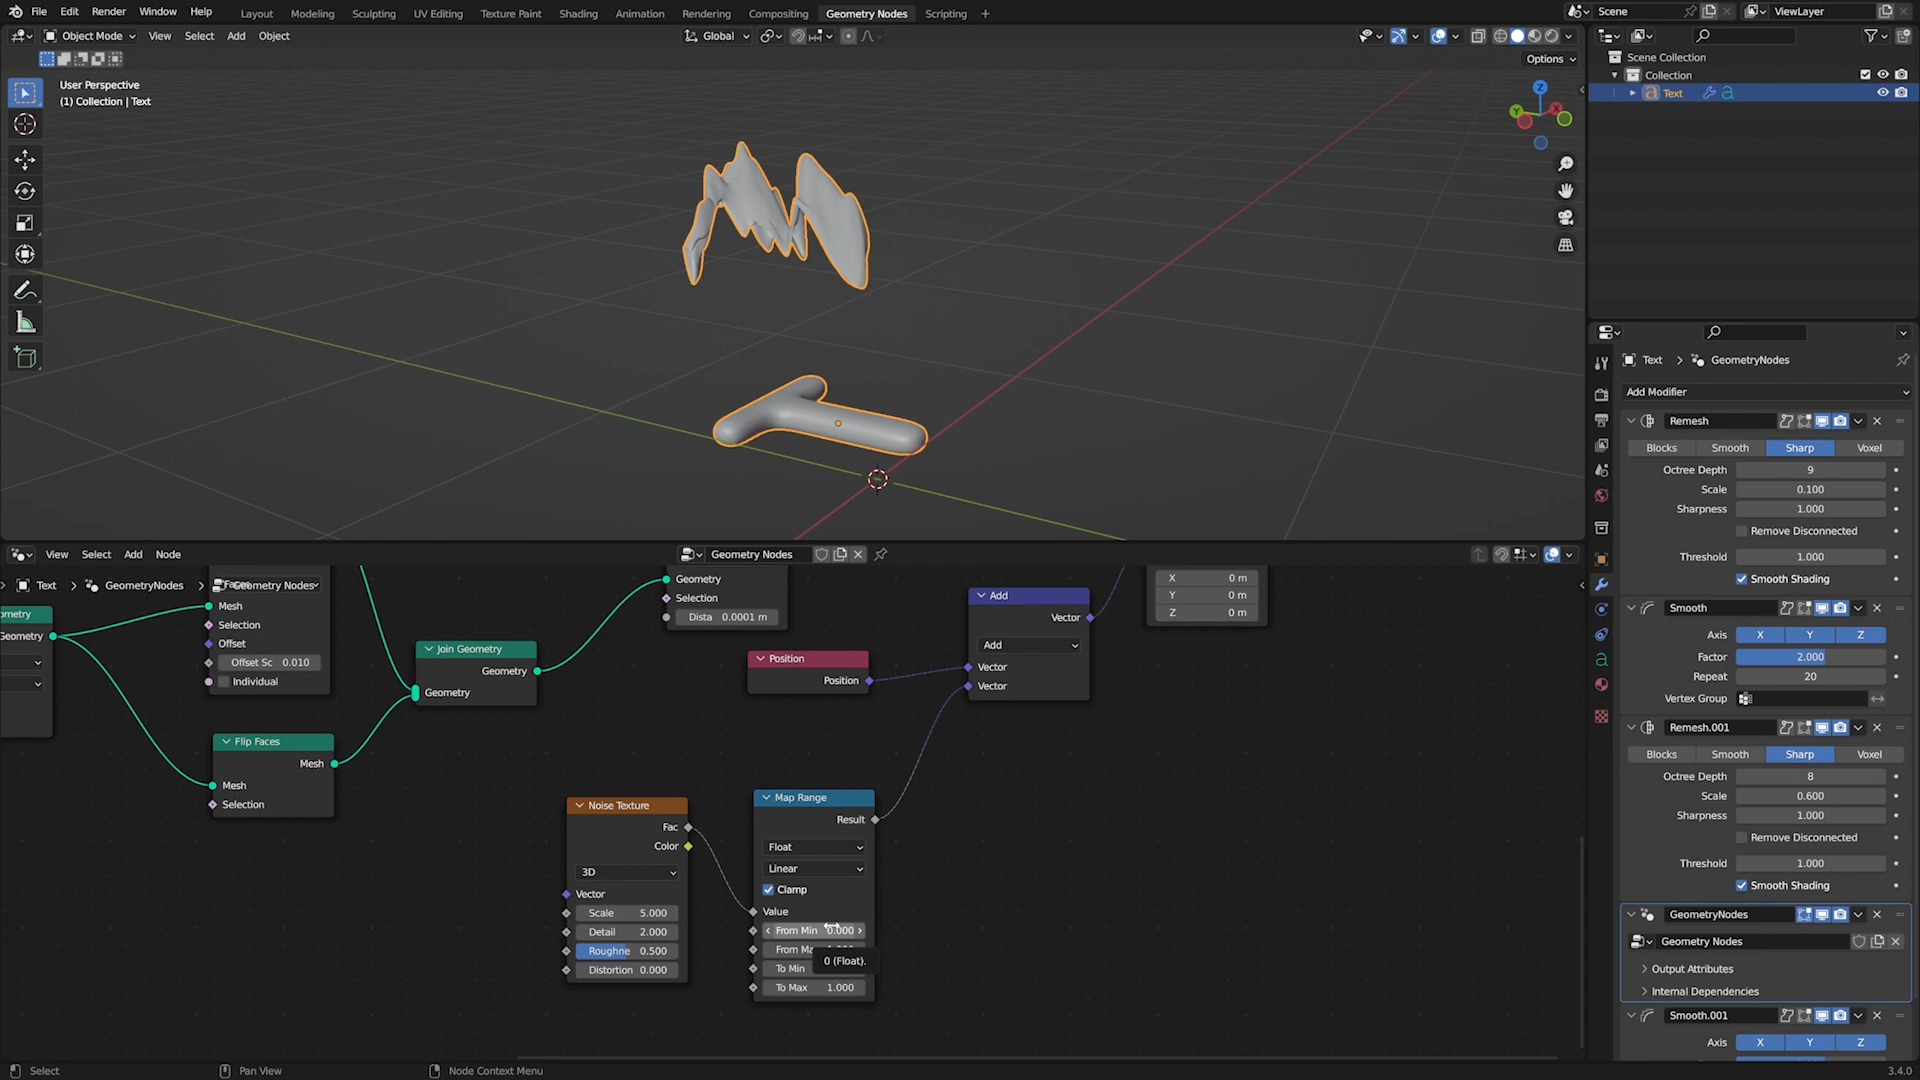 File Edit Render Window Help Layout Modeling Sculpting UV Editing Texture Paint Shading Animation Rendering Compositing Geometry Nodes Scripting + Scene ViewLayer
Object Mode View Select Add Object Global
Options
User Perspective
(1) Collection | Text
Z
Y
X
Scene Collection
Collection
Text
Text > GeometryNodes
Add Modifier
Remesh
Blocks Smooth Sharp Voxel
Octree Depth 9
Scale 0.100
Sharpness 1.000
Remove Disconnected
Threshold 1.000
Smooth Shading
Smooth
Axis X Y Z
Factor 2.000
Repeat 20
Vertex Group
Remesh.001
Blocks Smooth Sharp Voxel
Octree Depth 8
Scale 0.600
Sharpness 1.000
Remove Disconnected
Threshold 1.000
Smooth Shading
GeometryNodes
Geometry Nodes
Output Attributes
Internal Dependencies
Smooth.001
Axis X Y Z
View Select Add Node Geometry Nodes
Text > GeometryNodes > Geometry Nodes
Geometry
Mesh
Selection
Offset
Offset Sc 0.010
Individual
Flip Faces
Mesh
Mesh
Selection
Join Geometry
Geometry
Geometry
Geometry
Selection
Dista 0.0001 m
Position
Position
Add
Vector
Add
Vector
Vector
X 0 m
Y 0 m
Z 0 m
Noise Texture
Fac
Color
3D
Vector
Scale 5.000
Detail 2.000
Roughne 0.500
Distortion 0.000
Map Range
Result
Float
Linear
Clamp
Value
From Min 0.000
From Ma
To Min
To Max 1.000
0 (Float).
Select Pan View Node Context Menu 3.4.0